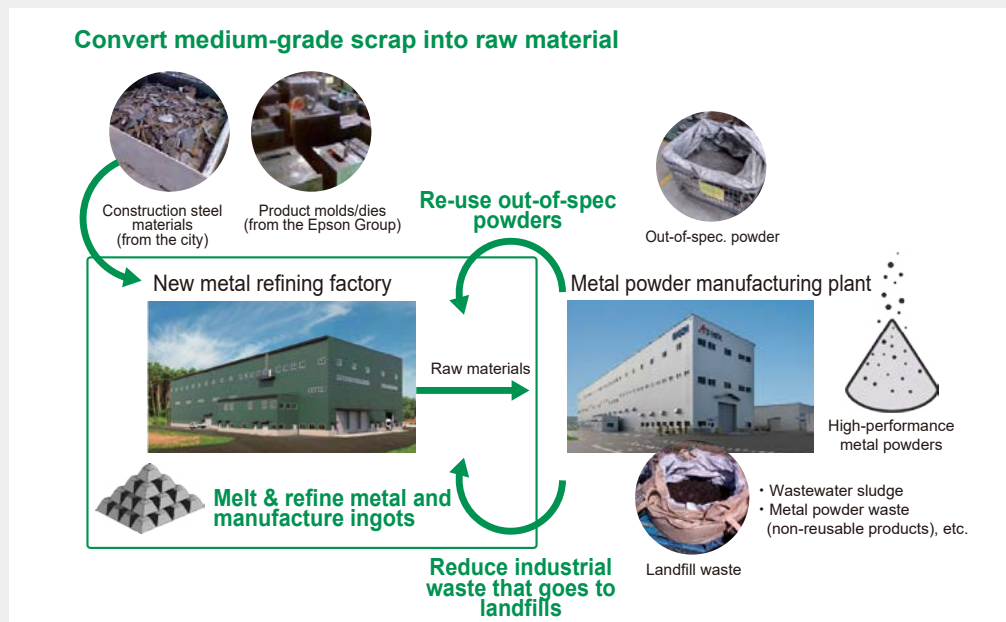 Convert medium-grade scrap into raw material
Construction steel
materials
(from the city)
Product molds/dies
(from the Epson Group)
Re-use out-of-spec
powders
Out-of-spec. powder
New metal refining factory
Metal powder manufacturing plant
Raw materials
High-performance
metal powders
Melt & refine metal and
manufacture ingots
・Wastewater sludge
・Metal powder waste
(non-reusable products), etc.
Landfill waste
Reduce industrial
waste that goes to
landfills